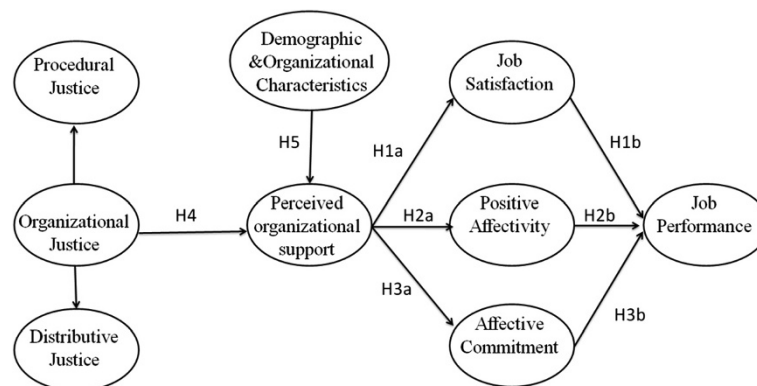 Procedural
Justice
Demographic
&Organizational
Characteristics
Job
Satisfaction
H5
H1a
H1b
Organizational
Justice
H4
Perceived
organizational
support
H2a
Positive
Affectivity
H2b
Job
Performance
H3a
H3b
Distributive
Justice
Affective
Commitment